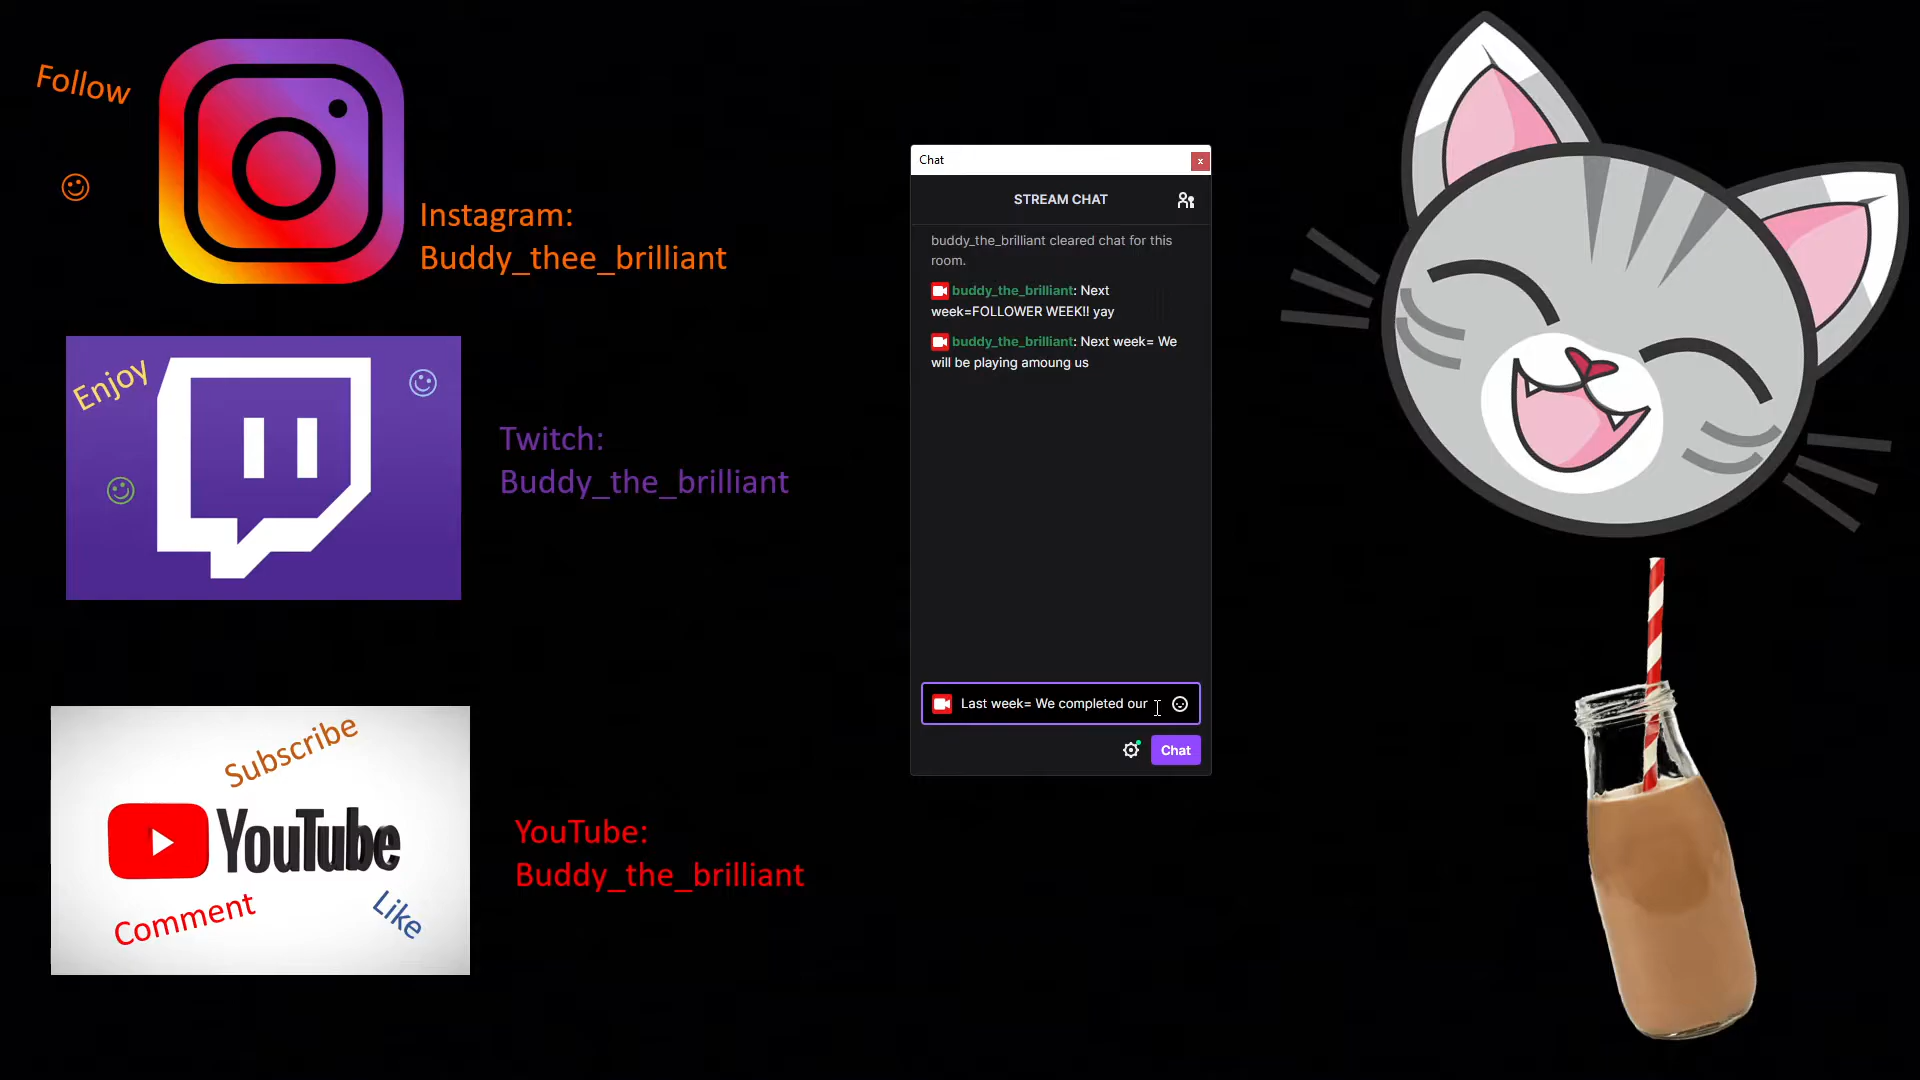 Follow
Instagram:
Buddy_thee_brilliant
Enjoy
Twitch:
Buddy_the_brilliant
Subscribe
YouTube
Comment
Like
YouTube:
Buddy_the_brilliant
Chat
x
STREAM CHAT
buddy_the_brilliant cleared chat for this
room.
buddy_the_brilliant: Next
week=FOLLOWER WEEK!! yay
buddy_the_brilliant: Next week= We
will be playing amoung us
Last week= We completed our
Chat